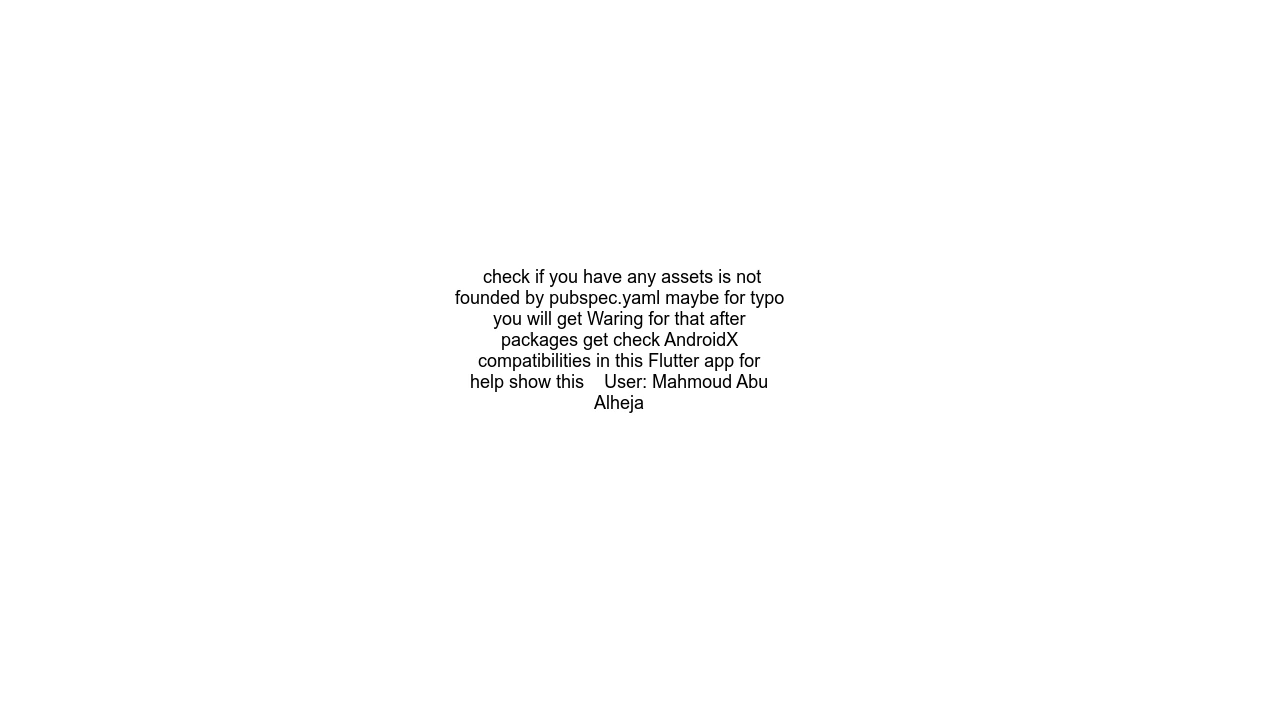 check if you have any assets is not
founded by pubspec.yaml maybe for typo
you will get Waring for that after
packages get check AndroidX
compatibilities in this Flutter app for
help show this    User: Mahmoud Abu
Alheja